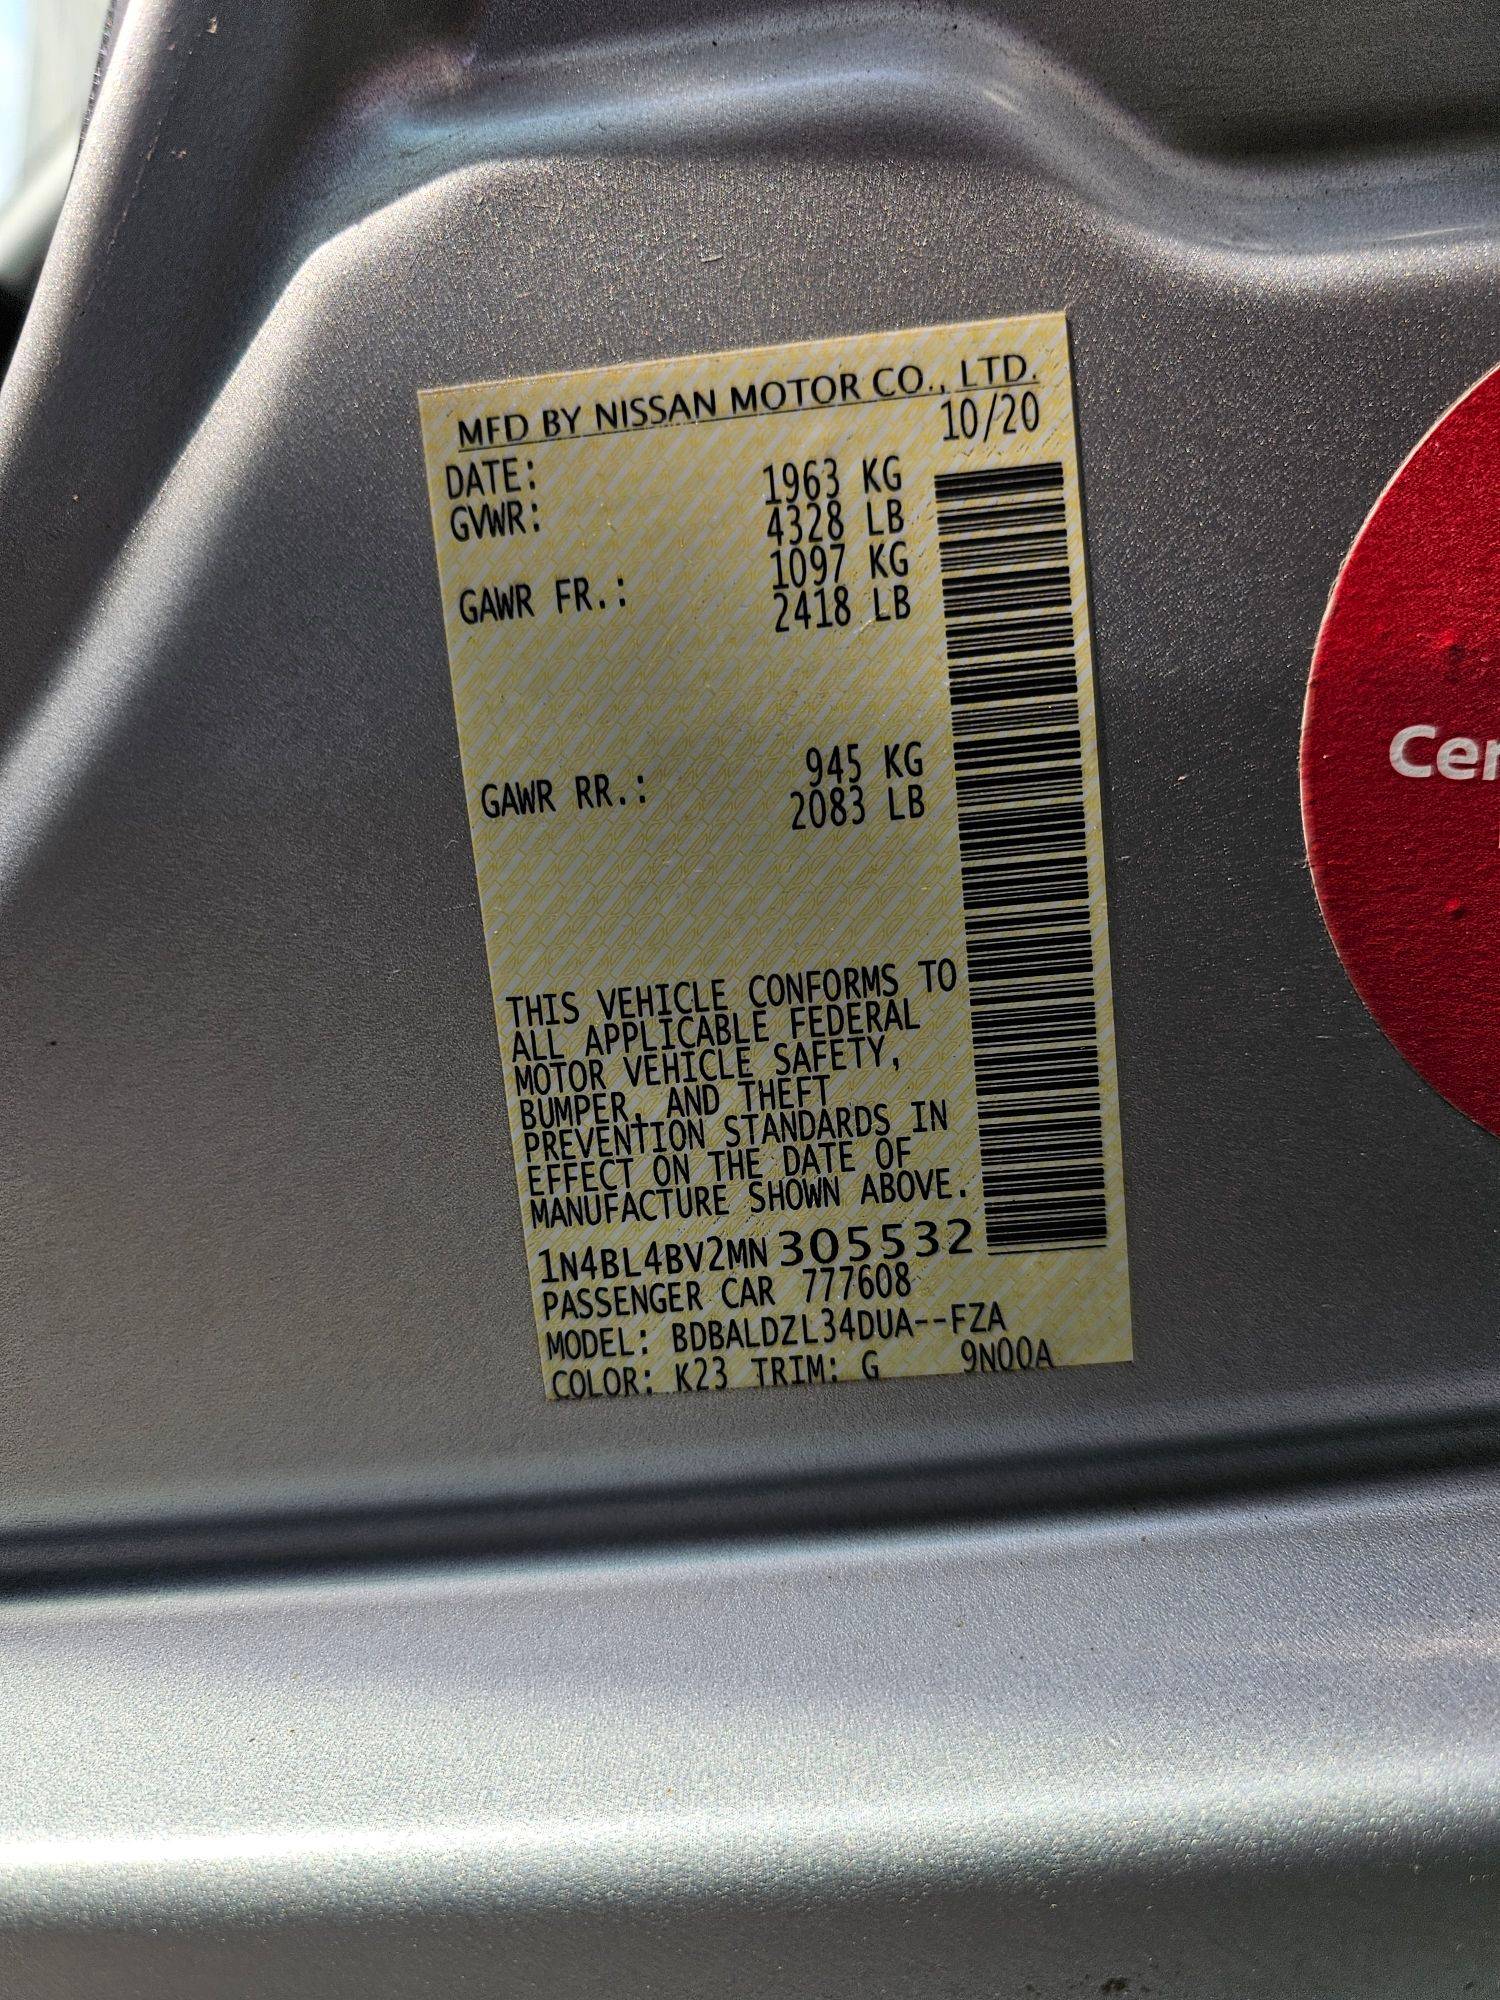 MFD BY NISSAN MOTOR CO., LTD.
DATE: 10/20
GVWR: 1963 KG
4328 LB
GAWR FR.: 1097 KG
2418 LB
GAWR RR.: 945 KG
2083 LB
THIS VEHICLE CONFORMS TO
ALL APPLICABLE FEDERAL
MOTOR VEHICLE SAFETY,
BUMPER, AND THEFT
PREVENTION STANDARDS IN
EFFECT ON THE DATE OF
MANUFACTURE SHOWN ABOVE.
1N4BL4BV2MN305532
PASSENGER CAR 777608
MODEL: BDBALDZL34DUA--FZA
COLOR: K23 TRIM: G 9N00A
Cer